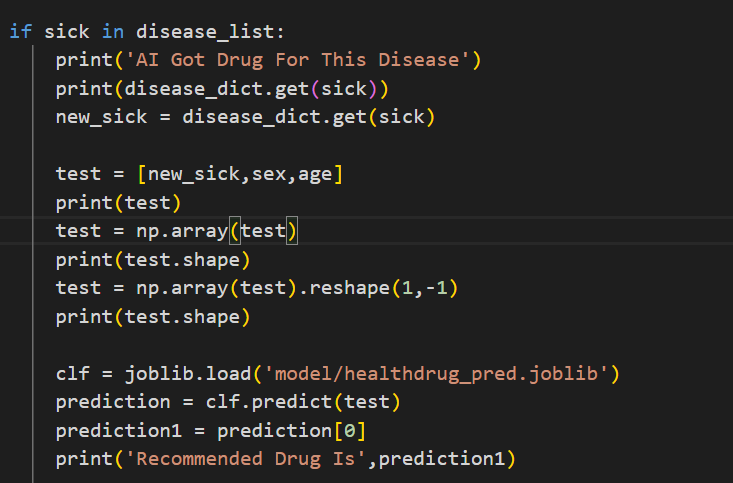 if sick in disease_list:
    print('AI Got Drug For This Disease')
    print(disease_dict.get(sick))
    new_sick = disease_dict.get(sick)
    test = [new_sick,sex,age]
    print(test)
    test = np.array(test)
    print(test.shape)
    test = np.array(test).reshape(1,-1)
    print(test.shape)
    clf = joblib.load('model/healthdrug_pred.joblib')
    prediction = clf.predict(test)
    prediction1 = prediction[0]
    print('Recommended Drug Is',prediction1)